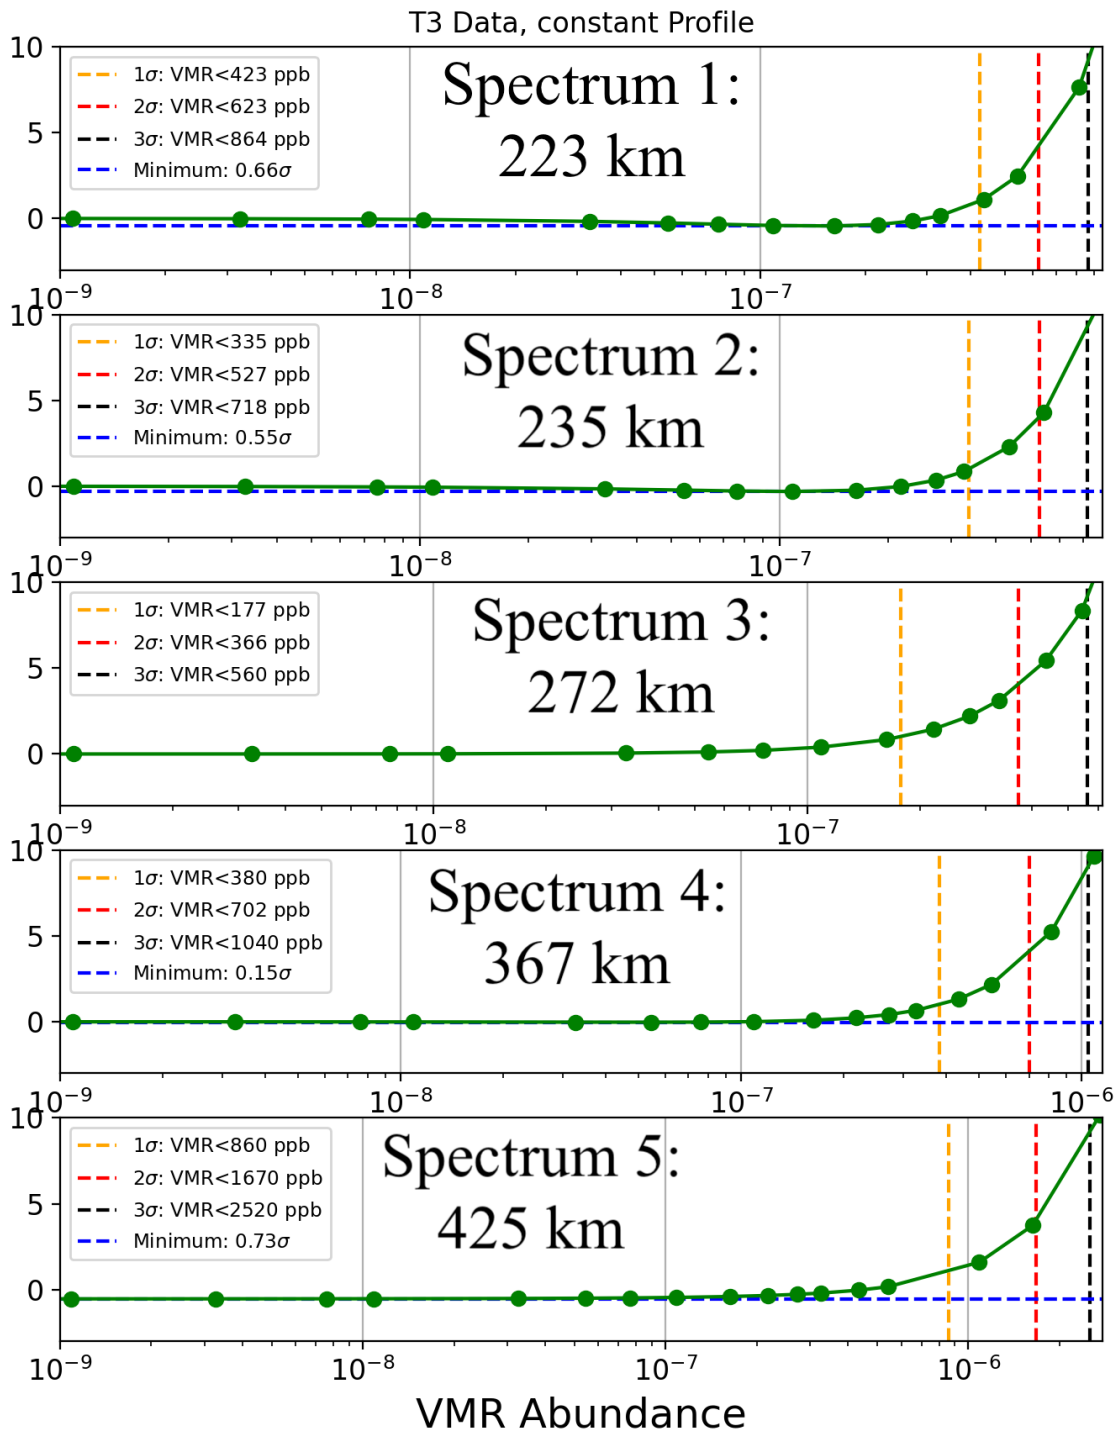 T3 Data, constant Profile
10
5
0
1σ: VMR<423 ppb
2σ: VMR<623 ppb
3σ: VMR<864 ppb
Minimum: 0.66σ
Spectrum 1:
223 km
10⁻⁹
10⁻⁸
10⁻⁷
10
5
0
1σ: VMR<335 ppb
2σ: VMR<527 ppb
3σ: VMR<718 ppb
Minimum: 0.55σ
Spectrum 2:
235 km
10⁻⁹
10⁻⁸
10⁻⁷
10
5
0
1σ: VMR<177 ppb
2σ: VMR<366 ppb
3σ: VMR<560 ppb
Spectrum 3:
272 km
10⁻⁹
10⁻⁸
10⁻⁷
10
5
0
1σ: VMR<380 ppb
2σ: VMR<702 ppb
3σ: VMR<1040 ppb
Minimum: 0.15σ
Spectrum 4:
367 km
10⁻⁹
10⁻⁸
10⁻⁷
10⁻⁶
10
5
0
1σ: VMR<860 ppb
2σ: VMR<1670 ppb
3σ: VMR<2520 ppb
Minimum: 0.73σ
Spectrum 5:
425 km
10⁻⁹
10⁻⁸
10⁻⁷
10⁻⁶
VMR Abundance